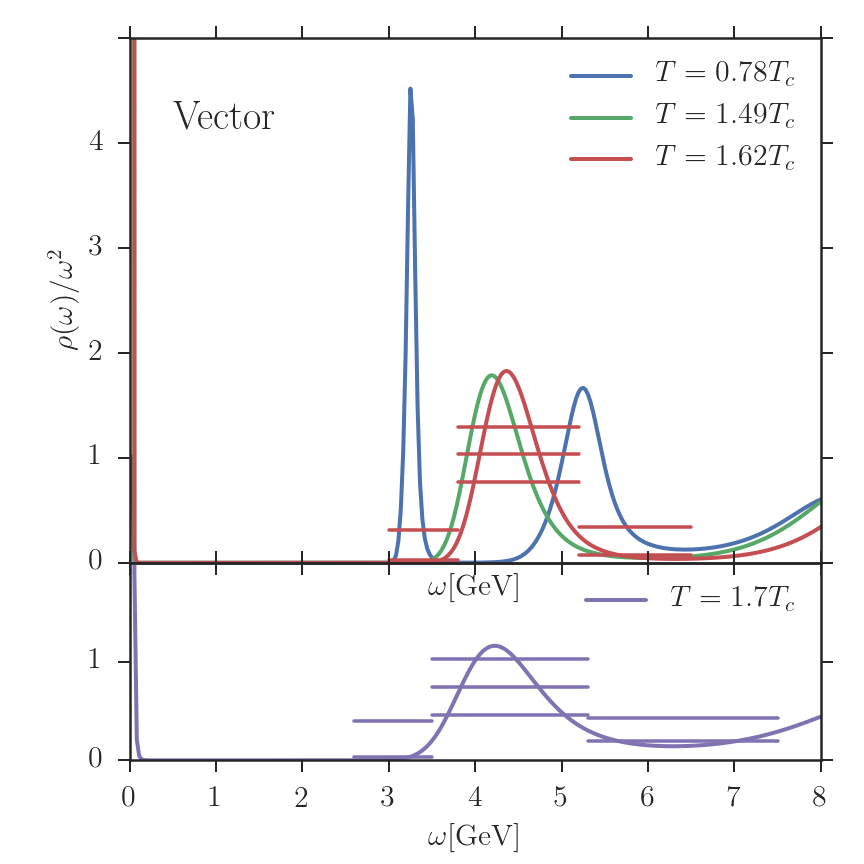 Vector
T = 0.78T_c
T = 1.49T_c
T = 1.62T_c
4
3
2
1
0
ρ(ω)/ω²
ω[GeV]
T = 1.7T_c
1
0
0 1 2 3 4 5 6 7 8
ω[GeV]